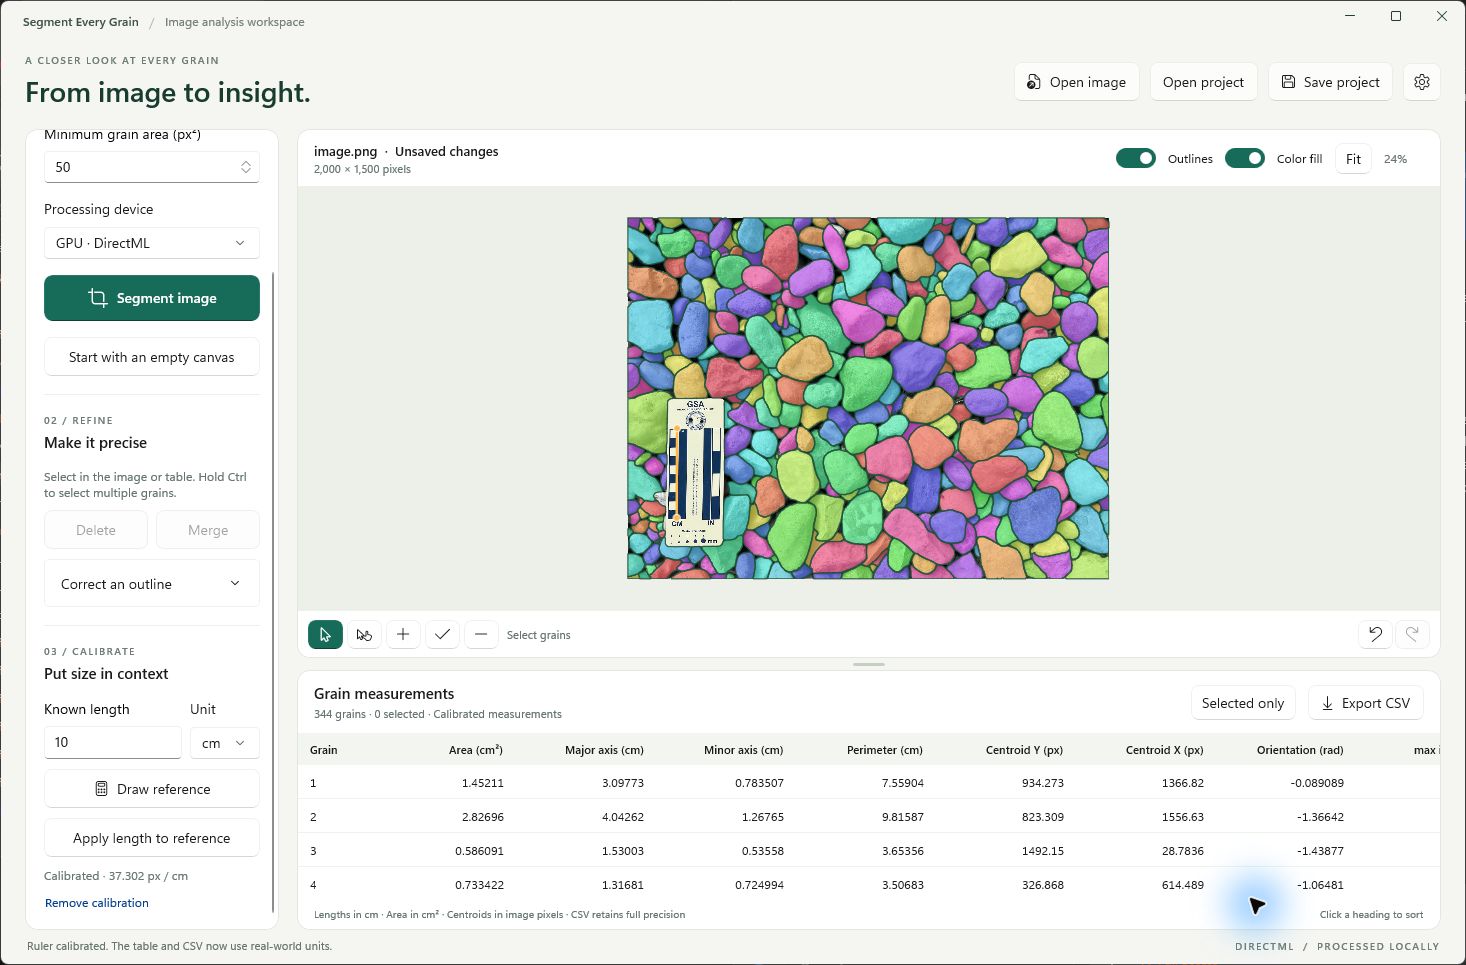 Segment Every Grain / Image analysis workspace
A CLOSER LOOK AT EVERY GRAIN
From image to insight.
Open image
Open project
Save project
Minimum grain area (px²)
50
Processing device
GPU · DirectML
Segment image
Start with an empty canvas
02 / REFINE
Make it precise
Select in the image or table. Hold Ctrl
to select multiple grains.
Delete
Merge
Correct an outline
03 / CALIBRATE
Put size in context
Known length Unit
10 cm
Draw reference
Apply length to reference
Calibrated · 37.302 px / cm
Remove calibration
image.png · Unsaved changes
2,000 × 1,500 pixels
Outlines
Color fill
Fit
24%
GSA
CM IN
Select grains
Grain measurements
344 grains · 0 selected · Calibrated measurements
Selected only
Export CSV
Grain Area (cm²) Major axis (cm) Minor axis (cm) Perimeter (cm) Centroid Y (px) Centroid X (px) Orientation (rad) max
1 1.45211 3.09773 0.783507 7.55904 934.273 1366.82 -0.089089
2 2.82696 4.04262 1.26765 9.81587 823.309 1556.63 -1.36642
3 0.586091 1.53003 0.53558 3.65356 1492.15 28.7836 -1.43877
4 0.733422 1.31681 0.724994 3.50683 326.868 614.489 -1.06481
Lengths in cm · Area in cm² · Centroids in image pixels · CSV retains full precision
Click a heading to sort
Ruler calibrated. The table and CSV now use real-world units.
DIRECTML / PROCESSED LOCALLY